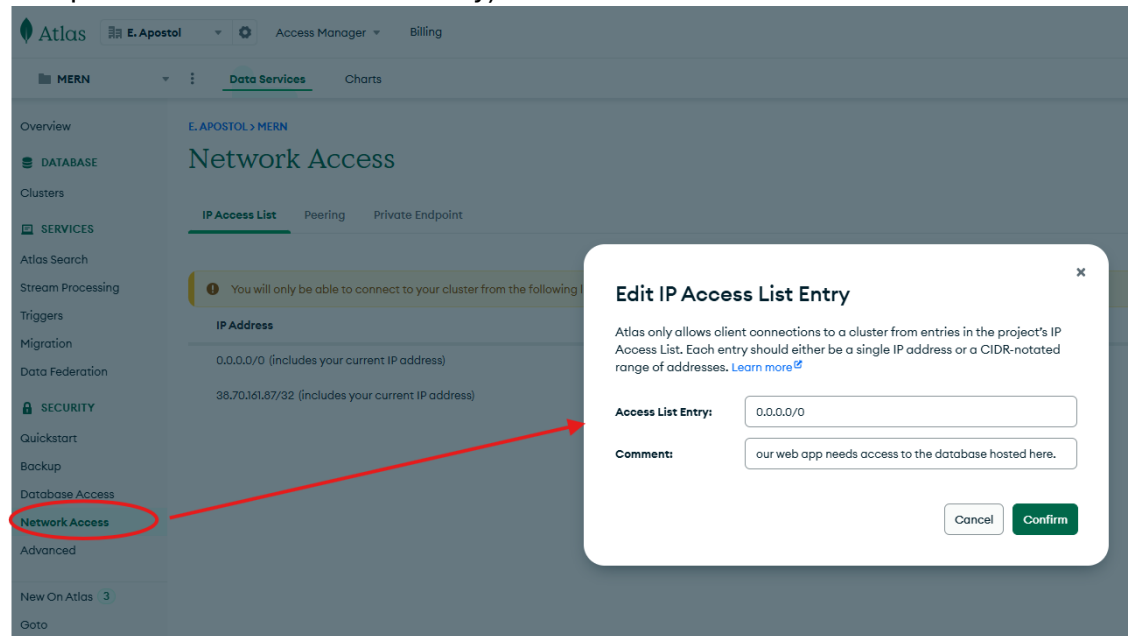 Atlas E. Apostol Access Manager Billing
MERN Data Services Charts
Overview
DATABASE
Clusters
SERVICES
Atlas Search
Stream Processing
Triggers
Migration
Data Federation
SECURITY
Quickstart
Backup
Database Access
Network Access
Advanced
New On Atlas 3
Goto
E. APOSTOL > MERN
Network Access
IP Access List Peering Private Endpoint
You will only be able to connect to your cluster from the following
IP Address
0.0.0.0/0 (includes your current IP address)
38.70.161.87/32 (includes your current IP address)
Edit IP Access List Entry
Atlas only allows client connections to a cluster from entries in the project's IP
Access List. Each entry should either be a single IP address or a CIDR-notated
range of addresses. Learn more
Access List Entry: 0.0.0.0/0
Comment: our web app needs access to the database hosted here.
Cancel Confirm